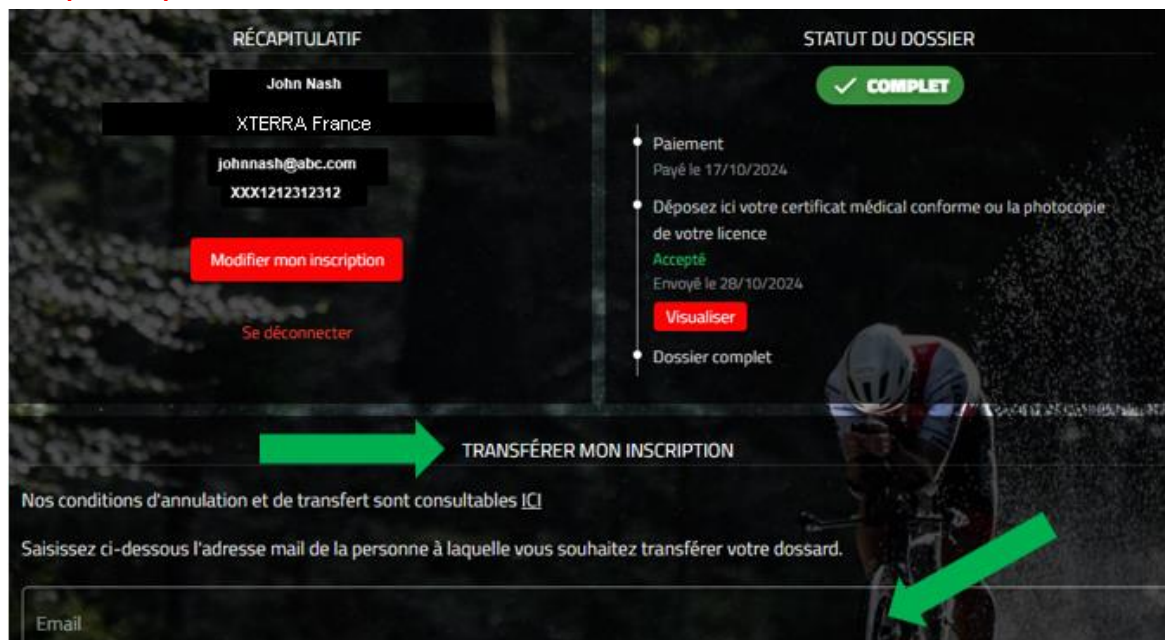 RÉCAPITULATIF
John Nash
XTERRA France
johnnash@abc.com
XXX1212312312
Modifier mon inscription
Se déconnecter
STATUT DU DOSSIER
COMPLET
Paiement
Payé le 17/10/2024
Déposez ici votre certificat médical conforme ou la photocopie
de votre licence
Accepté
Envoyé le 28/10/2024
Visualiser
Dossier complet
TRANSFÉRER MON INSCRIPTION
Nos conditions d'annulation et de transfert sont consultables ICI
Saisissez ci-dessous l'adresse mail de la personne à laquelle vous souhaitez transférer votre dossard.
Email